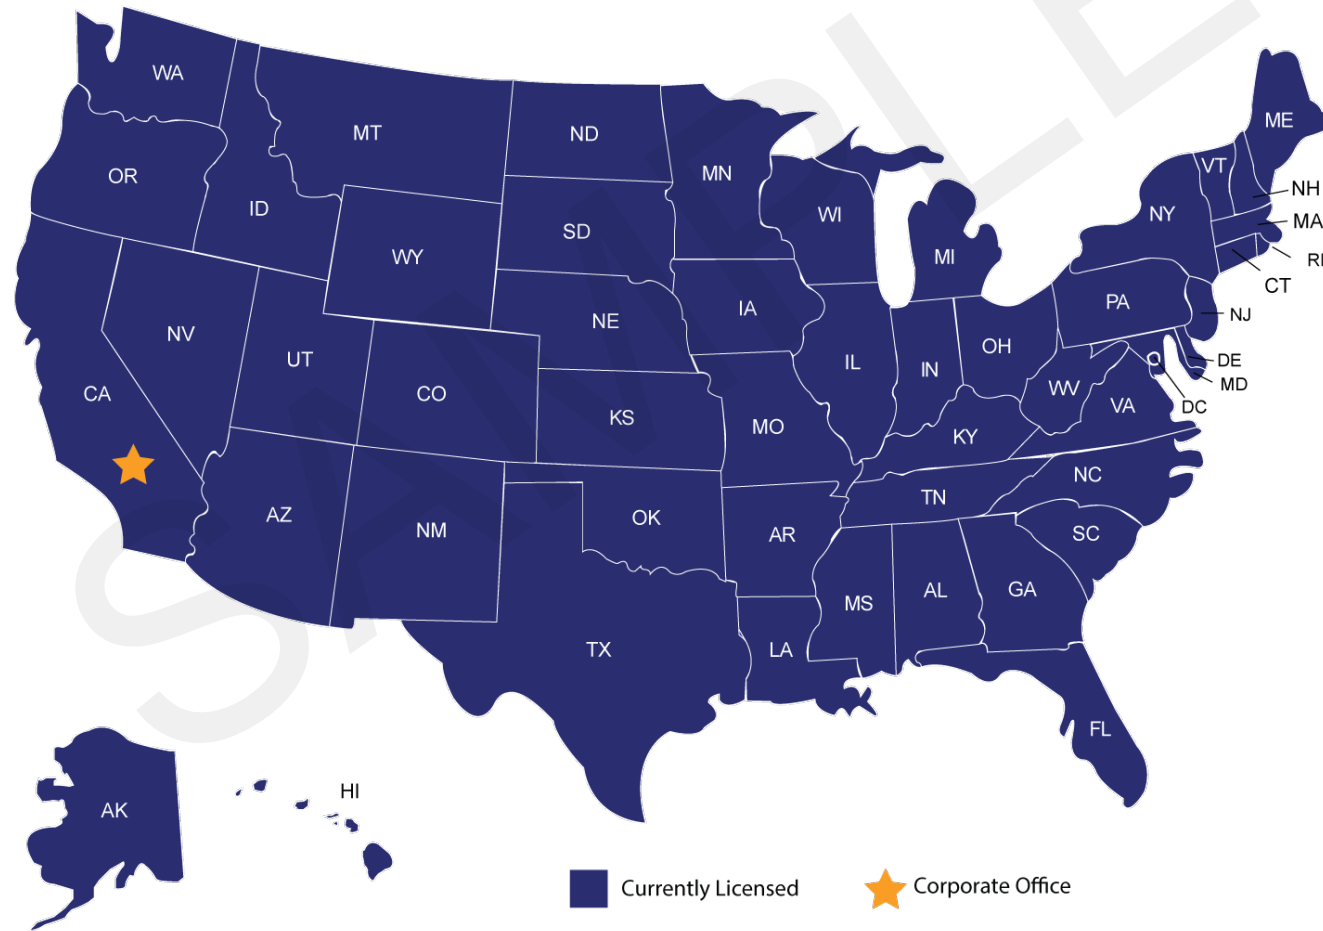 WA
MT
ND
MN
OR
ID
SD
WI
MI
NY
VT
ME
NH
MA
RI
CT
WY
NE
IA
PA
NJ
NV
UT
CO
KS
MO
IL
IN
OH
WV
VA
DE
MD
DC
CA
KY
NC
TN
SC
AZ
NM
OK
AR
MS
AL
GA
TX
LA
FL
AK
HI
Currently Licensed
Corporate Office
SAMPLE